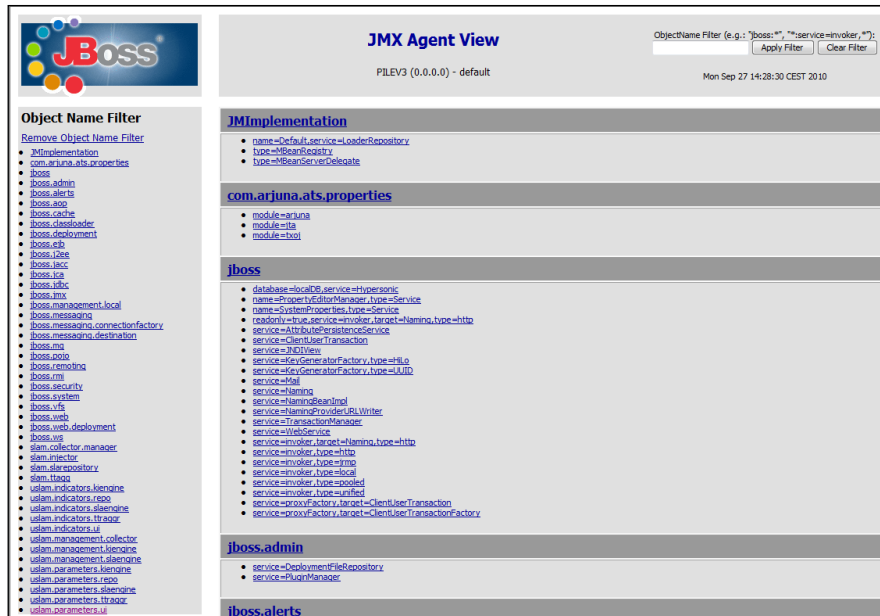 JBoss
JMX Agent View
PILEV3 (0.0.0.0) - default
ObjectName Filter (e.g.: "jboss:*", "*:service=invoker,*"):
Apply Filter
Clear Filter
Mon Sep 27 14:28:30 CEST 2010
Object Name Filter
Remove Object Name Filter
JMImplementation
com.arjuna.ats.properties
jboss
jboss.admin
jboss.alerts
jboss.aop
jboss.cache
jboss.classloader
jboss.deployment
jboss.ejb
jboss.j2ee
jboss.jacc
jboss.jca
jboss.jdbc
jboss.jmx
jboss.management.local
jboss.messaging
jboss.messaging.connectionfactory
jboss.messaging.destination
jboss.mq
jboss.pojo
jboss.remoting
jboss.rmi
jboss.security
jboss.system
jboss.vfs
jboss.web
jboss.web.deployment
jboss.ws
slam.collector.manager
slam.injector
slam.slarepository
slam.ttagg
uslam.indicators.kiengine
uslam.indicators.repo
uslam.indicators.slaengine
uslam.indicators.ttraggr
uslam.indicators.ui
uslam.management.collector
uslam.management.kiengine
uslam.management.slaengine
uslam.parameters.kiengine
uslam.parameters.repo
uslam.parameters.slaengine
uslam.parameters.ttraggr
uslam.parameters.ui
JMImplementation
name=Default,service=LoaderRepository
type=MBeanRegistry
type=MBeanServerDelegate
com.arjuna.ats.properties
module=arjuna
module=jta
module=txoj
jboss
database=localDB,service=Hypersonic
name=PropertyEditorManager,type=Service
name=SystemProperties,type=Service
readonly=true,service=invoker,target=Naming,type=http
service=AttributePersistenceService
service=ClientUserTransaction
service=JNDIView
service=KeyGeneratorFactory,type=HiLo
service=KeyGeneratorFactory,type=UUID
service=Mail
service=Naming
service=NamingBeanImpl
service=NamingProviderURLWriter
service=TransactionManager
service=WebService
service=invoker,target=Naming,type=http
service=invoker,type=http
service=invoker,type=jrmp
service=invoker,type=local
service=invoker,type=pooled
service=invoker,type=unified
service=proxyFactory,target=ClientUserTransaction
service=proxyFactory,target=ClientUserTransactionFactory
jboss.admin
service=DeploymentFileRepository
service=PluginManager
jboss.alerts